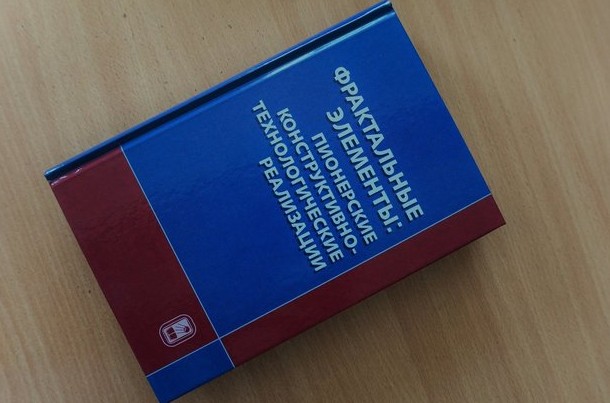 ФРАКТАЛЬНЫЕ
ЭЛЕМЕНТЫ:
ПИОНЕРСКИЕ
КОНСТРУКТИВНО-
ТЕХНОЛОГИЧЕСКИЕ
РЕАЛИЗАЦИИ